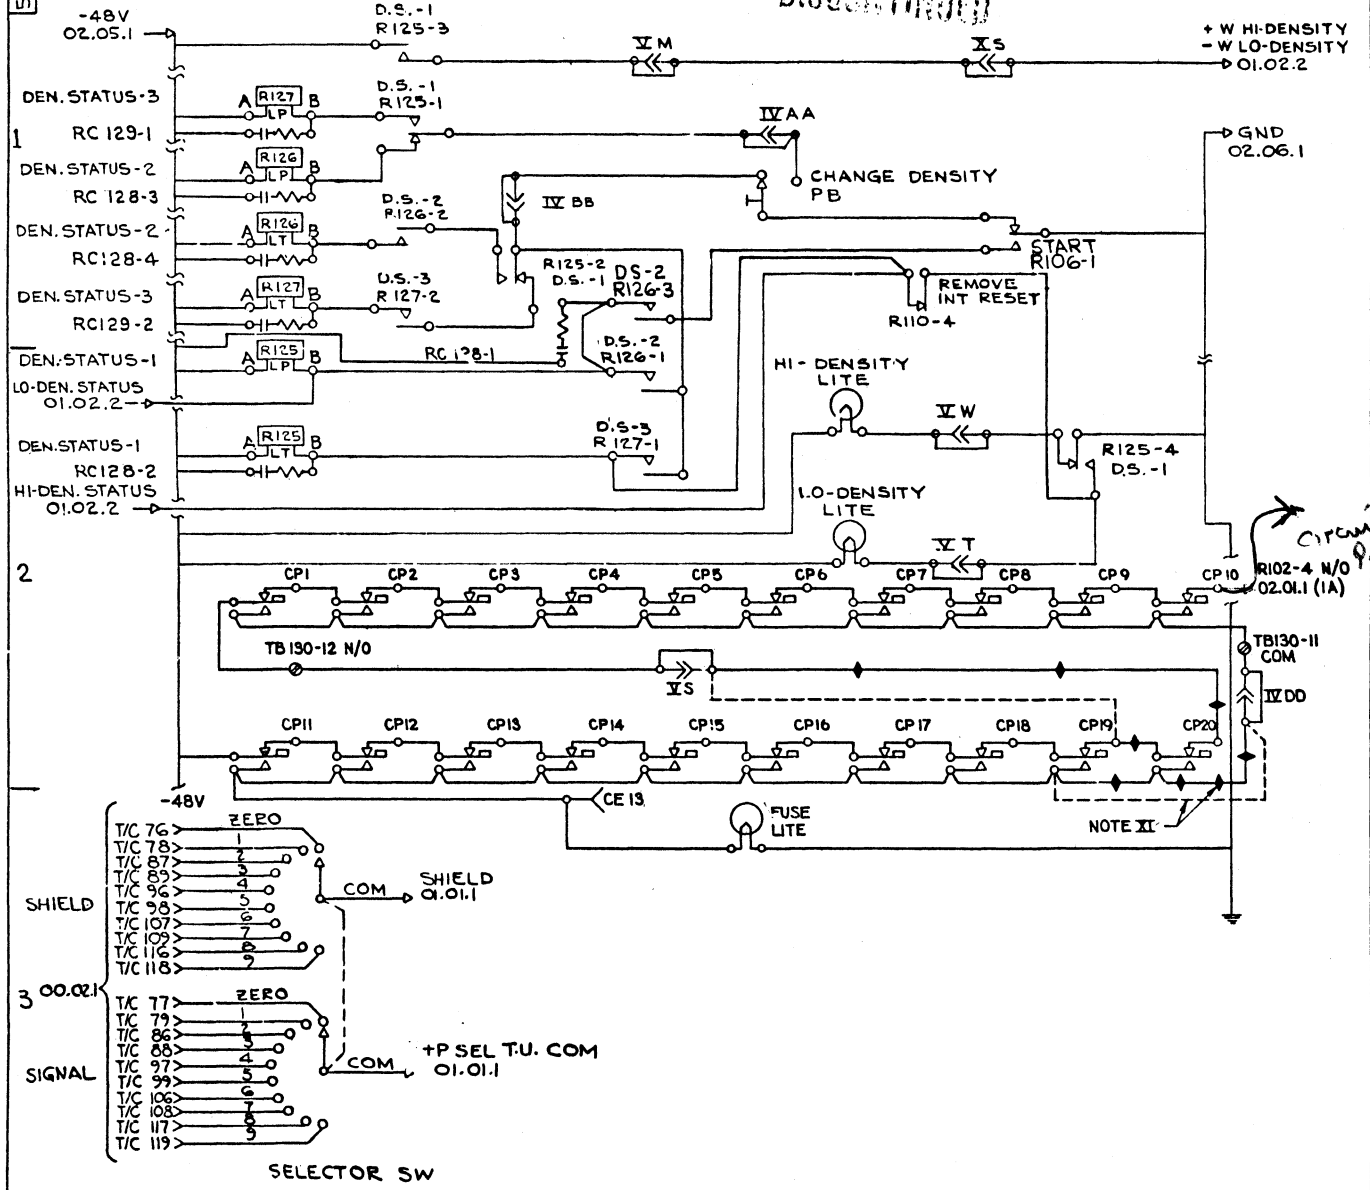 -48V
02.05.1
D.S.-1
R125-3
V M
X S
+ W HI-DENSITY
- W LO-DENSITY
01.02.2
DEN. STATUS-3
A R127 B
LP
D.S.-1
R125-1
IV AA
1
RC 129-1
GND
02.06.1
DEN. STATUS-2
A R126 B
LP
RC 128-3
CHANGE DENSITY
PB
IV BB
D.S.-2
R126-2
DEN. STATUS-2
A R126 B
LT
RC128-4
START
R106-1
R125-2
D.S.-1
DS-2
R126-3
DEN. STATUS-3
A R127 B
LT
D.S.-3
R 127-2
REMOVE
INT RESET
R110-4
RC129-2
DEN. STATUS-1
A R125 B
LP
RC 128-1
D.S.-2
R126-1
HI-DENSITY
LITE
LO-DEN. STATUS
01.02.2
V W
DEN. STATUS-1
A R125 B
LT
D.S-3
R 127-1
R125-4
D.S.-1
RC128-2
HI-DEN. STATUS
01.02.2
LO-DENSITY
LITE
V T
2
CP1 CP2 CP3 CP4 CP5 CP6 CP7 CP8 CP9 CP10
R102-4 N/O
02.01.1 (1A)
TB130-12 N/O
TB130-11
COM
V S
IV DD
CP11 CP12 CP13 CP14 CP15 CP16 CP17 CP18 CP19 CP20
-48V
CE 13
FUSE
LITE
NOTE XI
T/C 76 ZERO
T/C 78 1
T/C 87 2
T/C 89 3
T/C 96 4
T/C 98 5
T/C 107 6
T/C 109 7
T/C 116 8
T/C 118 9
SHIELD
COM
SHIELD
01.01.1
3
00.02.1
T/C 77 ZERO
T/C 79 1
T/C 86 2
T/C 88 3
T/C 97 4
T/C 99 5
T/C 106 6
T/C 108 7
T/C 117 8
T/C 119 9
SIGNAL
COM
+P SEL T.U. COM
01.01.1
SELECTOR SW